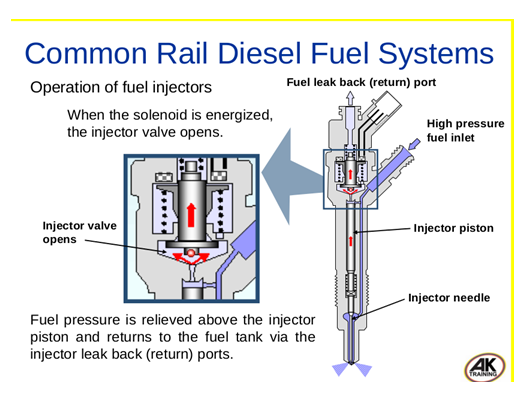 Common Rail Diesel Fuel Systems
Operation of fuel injectors
Fuel leak back (return) port
When the solenoid is energized,
the injector valve opens.
High pressure
fuel inlet
Injector valve
opens
Injector piston
Injector needle
Fuel pressure is relieved above the injector
piston and returns to the fuel tank via the
injector leak back (return) ports.
AK
TRAINING